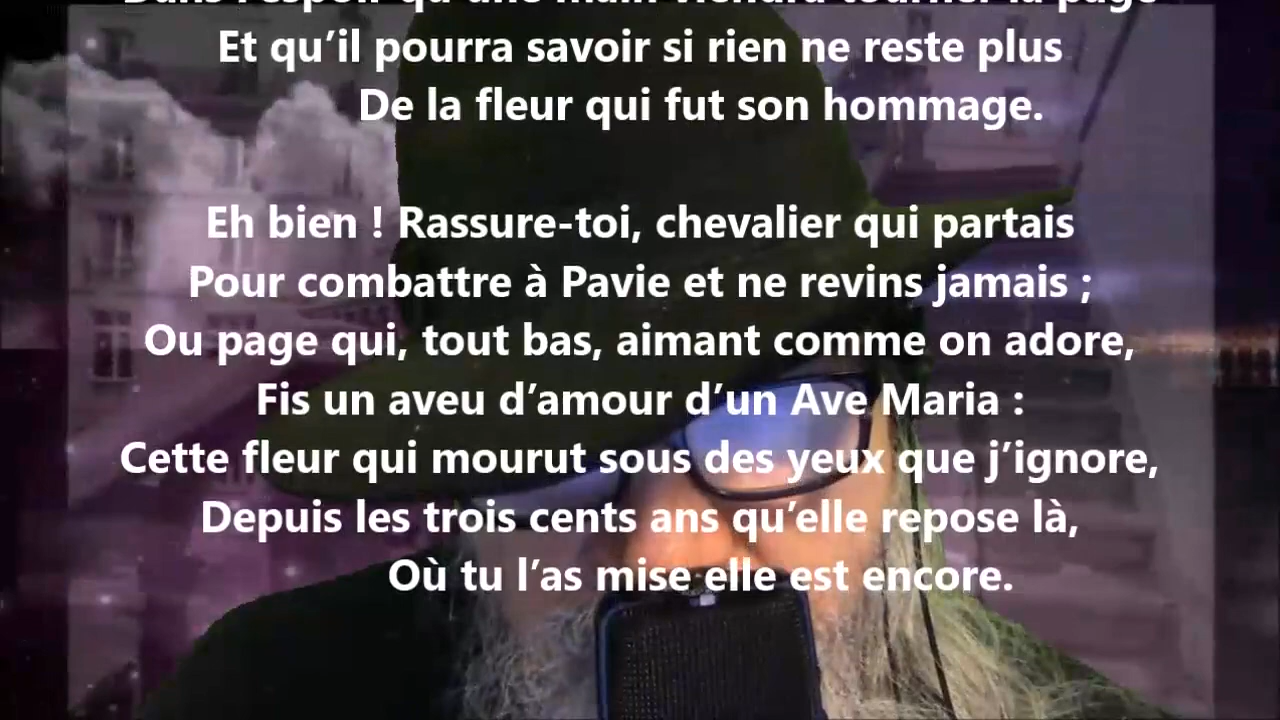 Dans l'espoir qu'une main viendra tourner la page
Et qu’il pourra savoir si rien ne reste plus
De la fleur qui fut son hommage.
Eh bien ! Rassure-toi, chevalier qui partais
Pour combattre à Pavie et ne revins jamais ;
Ou page qui, tout bas, aimant comme on adore,
Fis un aveu d’amour d’un Ave Maria :
Cette fleur qui mourut sous des yeux que j’ignore,
Depuis les trois cents ans qu’elle repose là,
Où tu l’as mise elle est encore.